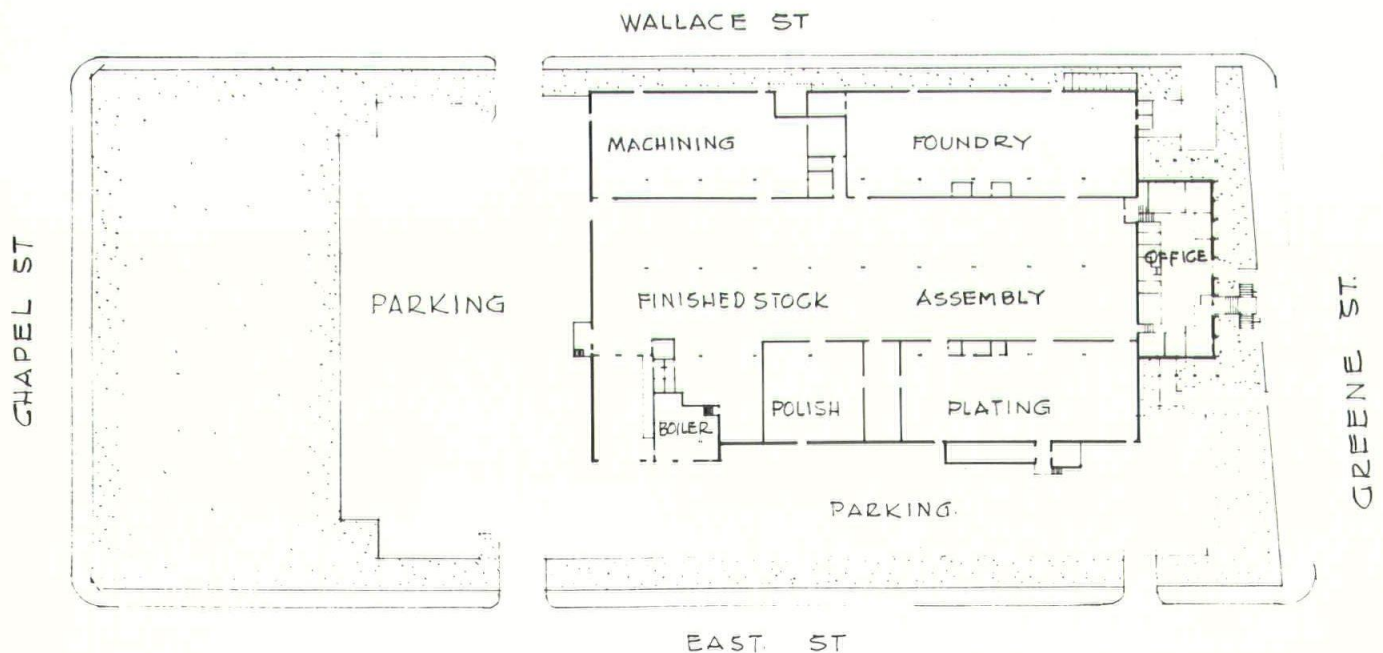 WALLACE ST
MACHINING
FOUNDRY
CHAPEL ST
PARKING
FINISHED STOCK
ASSEMBLY
OFFICE
GREENE ST.
BOILER
POLISH
PLATING
PARKING.
EAST. ST